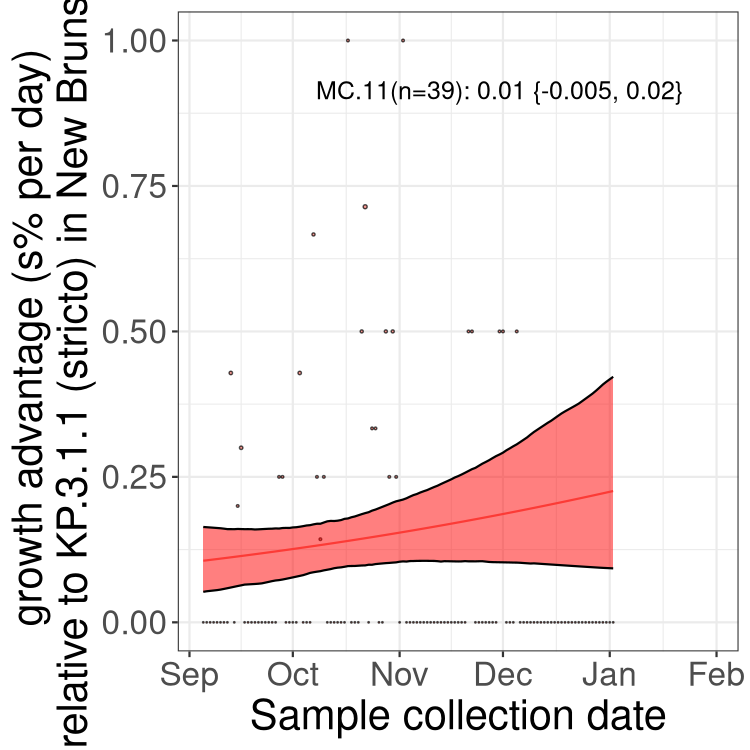 growth advantage (s% per day)
relative to KP.3.1.1 (stricto) in New Bruns
1.00
0.75
0.50
0.25
0.00
MC.11(n=39): 0.01 {-0.005, 0.02}
Sep Oct Nov Dec Jan Feb
Sample collection date